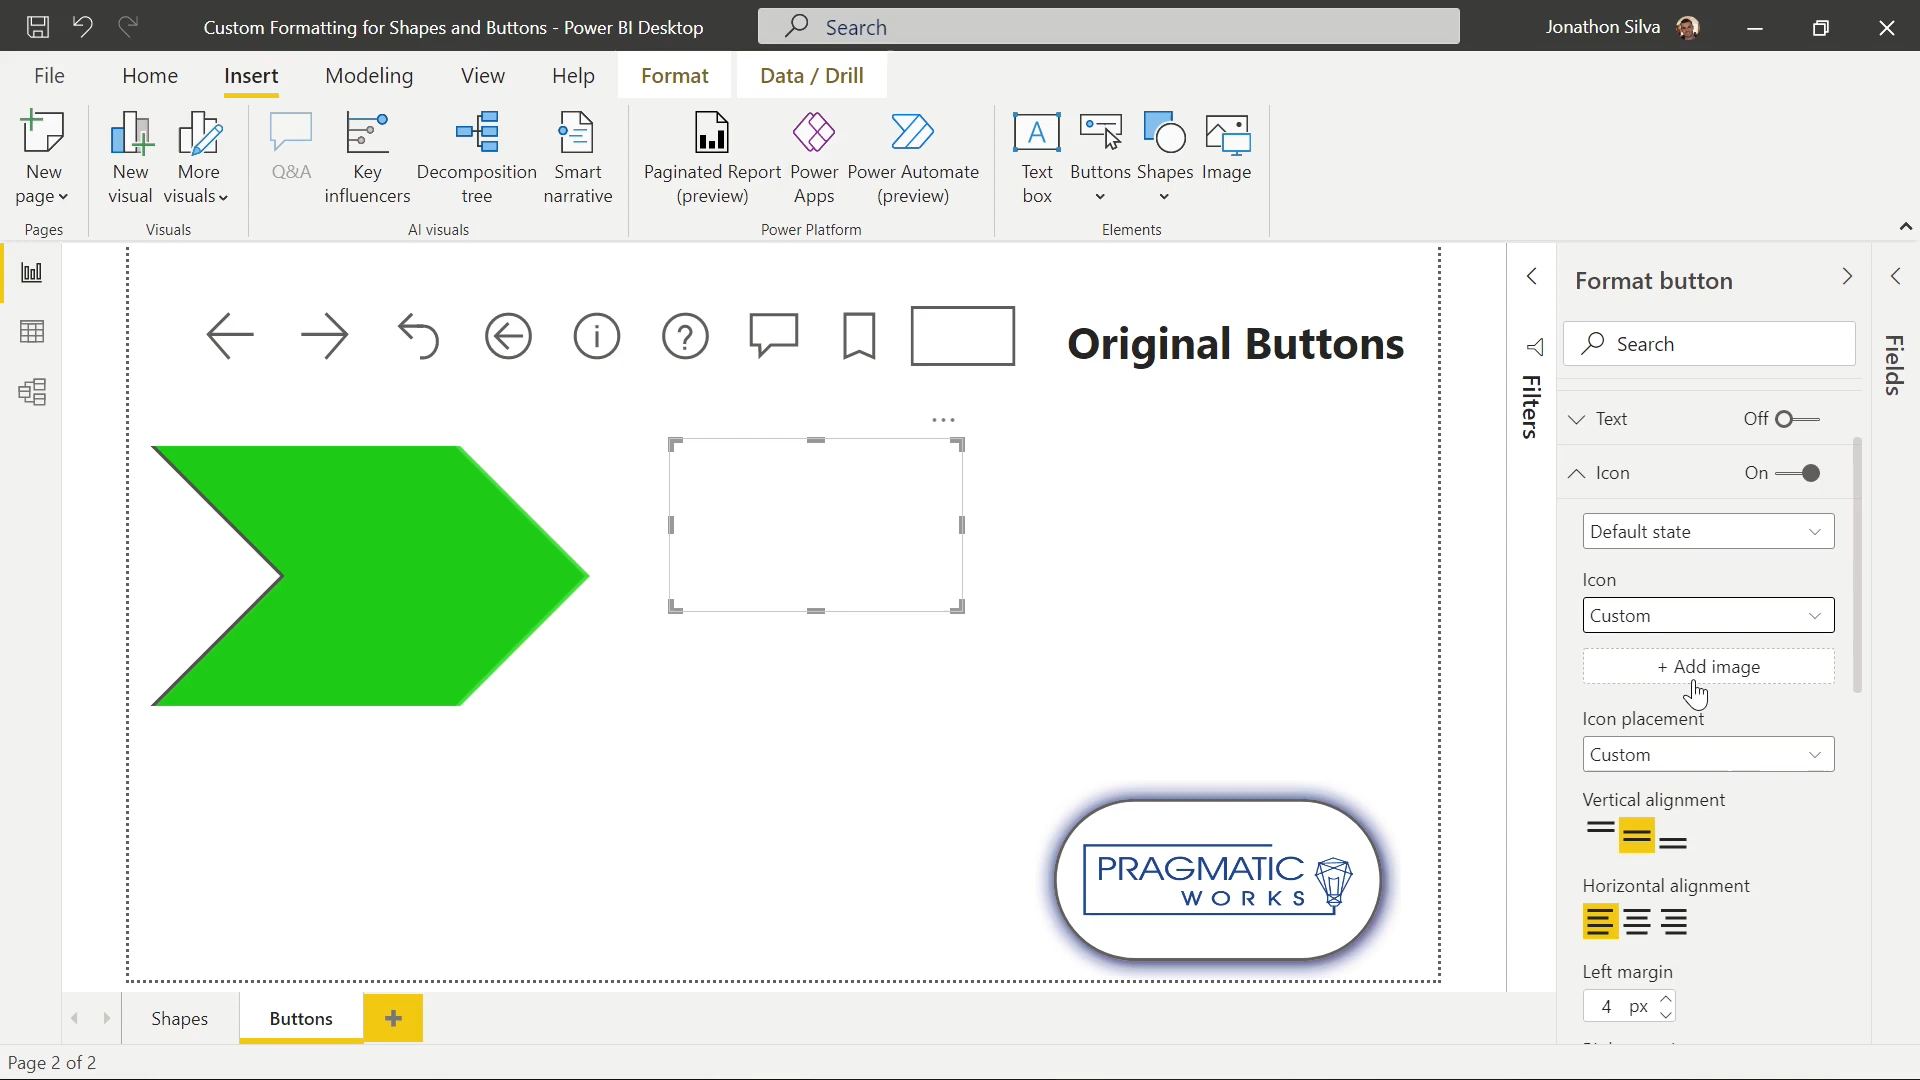 Custom Formatting for Shapes and Buttons - Power BI Desktop
Search
Jonathon Silva
File
Home
Insert
Modeling
View
Help
Format
Data / Drill
New page
New visual
More visuals
Q&A
Key influencers
Decomposition tree
Smart narrative
Paginated Report (preview)
Power Apps
Power Automate (preview)
A
Text box
Buttons
Shapes
Image
Pages
Visuals
AI visuals
Power Platform
Elements
Original Buttons
PRAGMATIC
WORKS
Filters
Format button
Search
Text
Off
Icon
On
Default state
Icon
Custom
+ Add image
Icon placement
Custom
Vertical alignment
Horizontal alignment
Left margin
4 px
Fields
Shapes
Buttons
Page 2 of 2